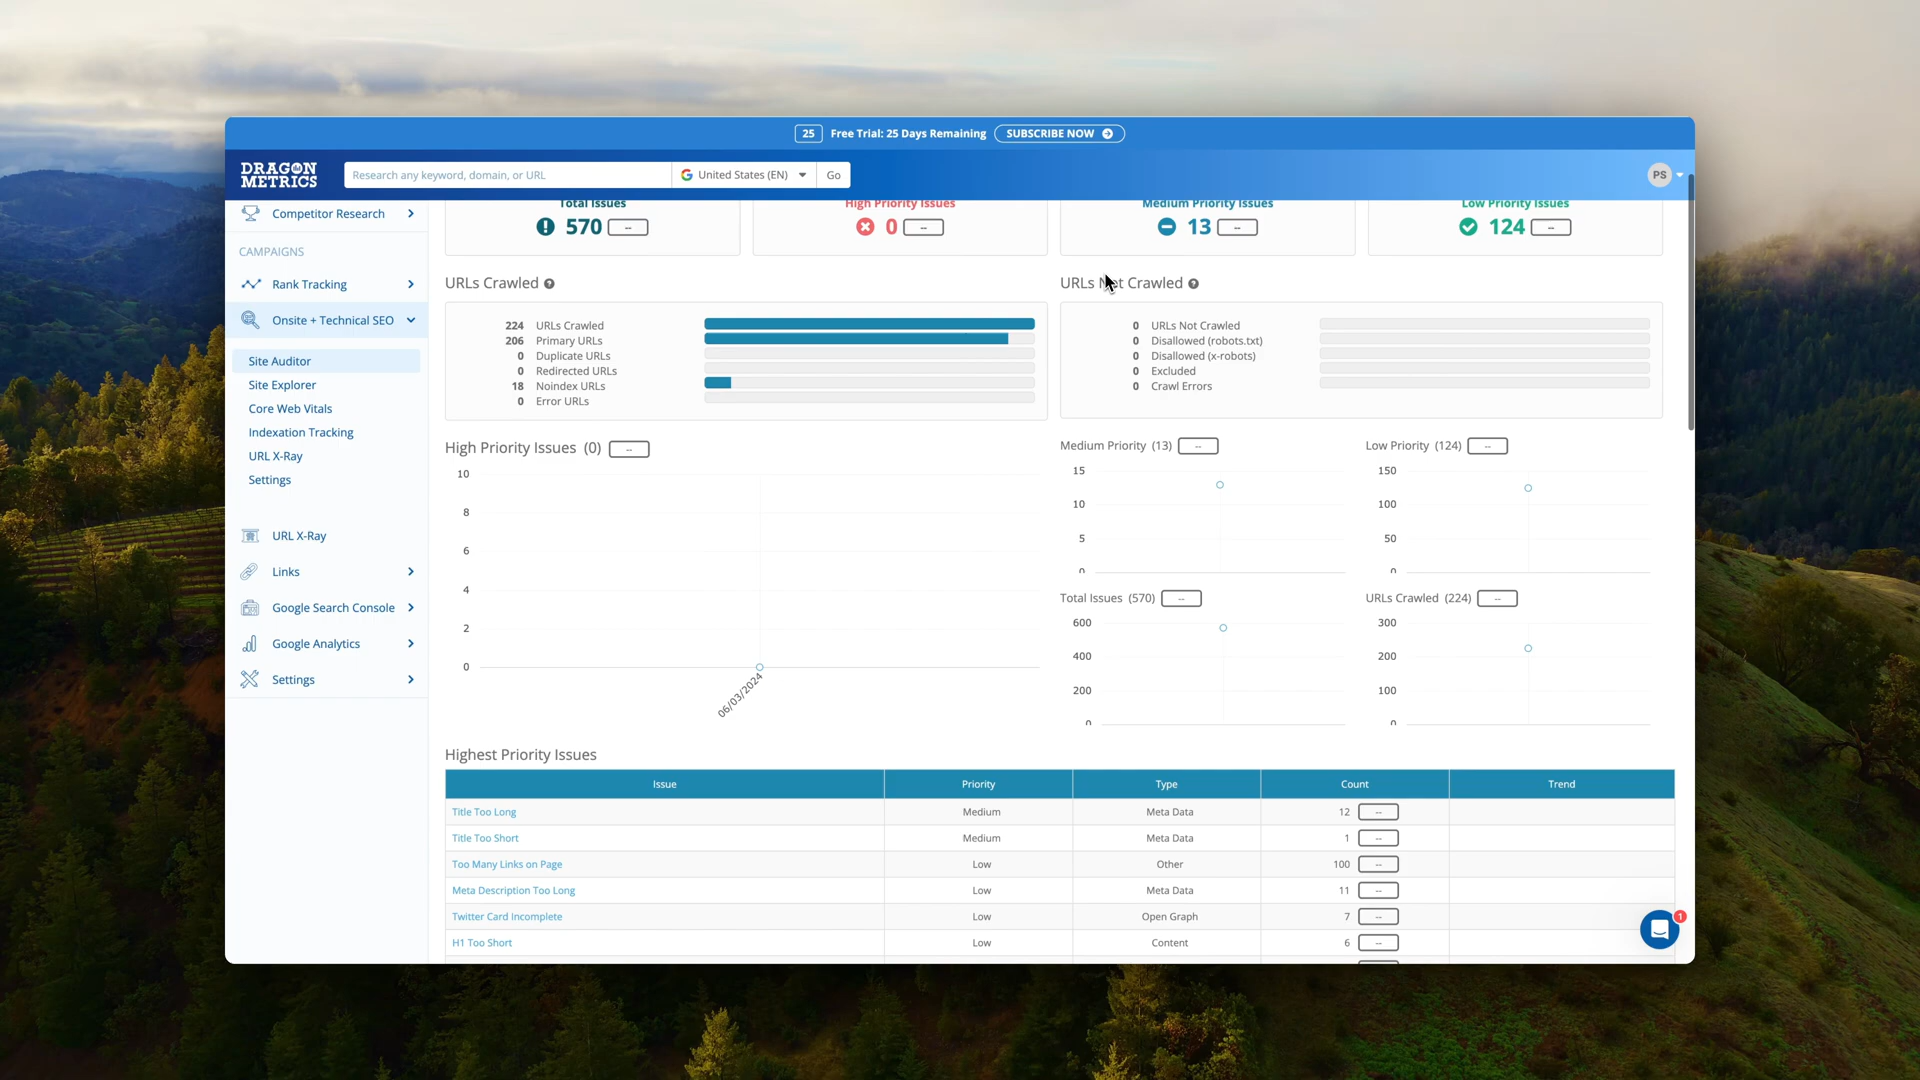 25 Free Trial: 25 Days Remaining SUBSCRIBE NOW
DRAGON METRICS
Research any keyword, domain, or URL
United States (EN)
Go
PS
Competitor Research
CAMPAIGNS
Rank Tracking
Onsite + Technical SEO
Site Auditor
Site Explorer
Core Web Vitals
Indexation Tracking
URL X-Ray
Settings
URL X-Ray
Links
Google Search Console
Google Analytics
Settings
Total Issues
570 --
High Priority Issues
0 --
Medium Priority Issues
13 --
Low Priority Issues
124 --
URLs Crawled ?
224 URLs Crawled
206 Primary URLs
0 Duplicate URLs
0 Redirected URLs
18 Noindex URLs
0 Error URLs
URLs Not Crawled ?
0 URLs Not Crawled
0 Disallowed (robots.txt)
0 Disallowed (x-robots)
0 Excluded
0 Crawl Errors
High Priority Issues (0) --
10
8
6
4
2
0
06/03/2024
Medium Priority (13) --
15
10
5
0
Low Priority (124) --
150
100
50
0
Total Issues (570) --
600
400
200
0
URLs Crawled (224) --
300
200
100
0
Highest Priority Issues
Issue Priority Type Count Trend
Title Too Long Medium Meta Data 12 --
Title Too Short Medium Meta Data 1 --
Too Many Links on Page Low Other 100 --
Meta Description Too Long Low Meta Data 11 --
Twitter Card Incomplete Low Open Graph 7 --
H1 Too Short Low Content 6 --
1